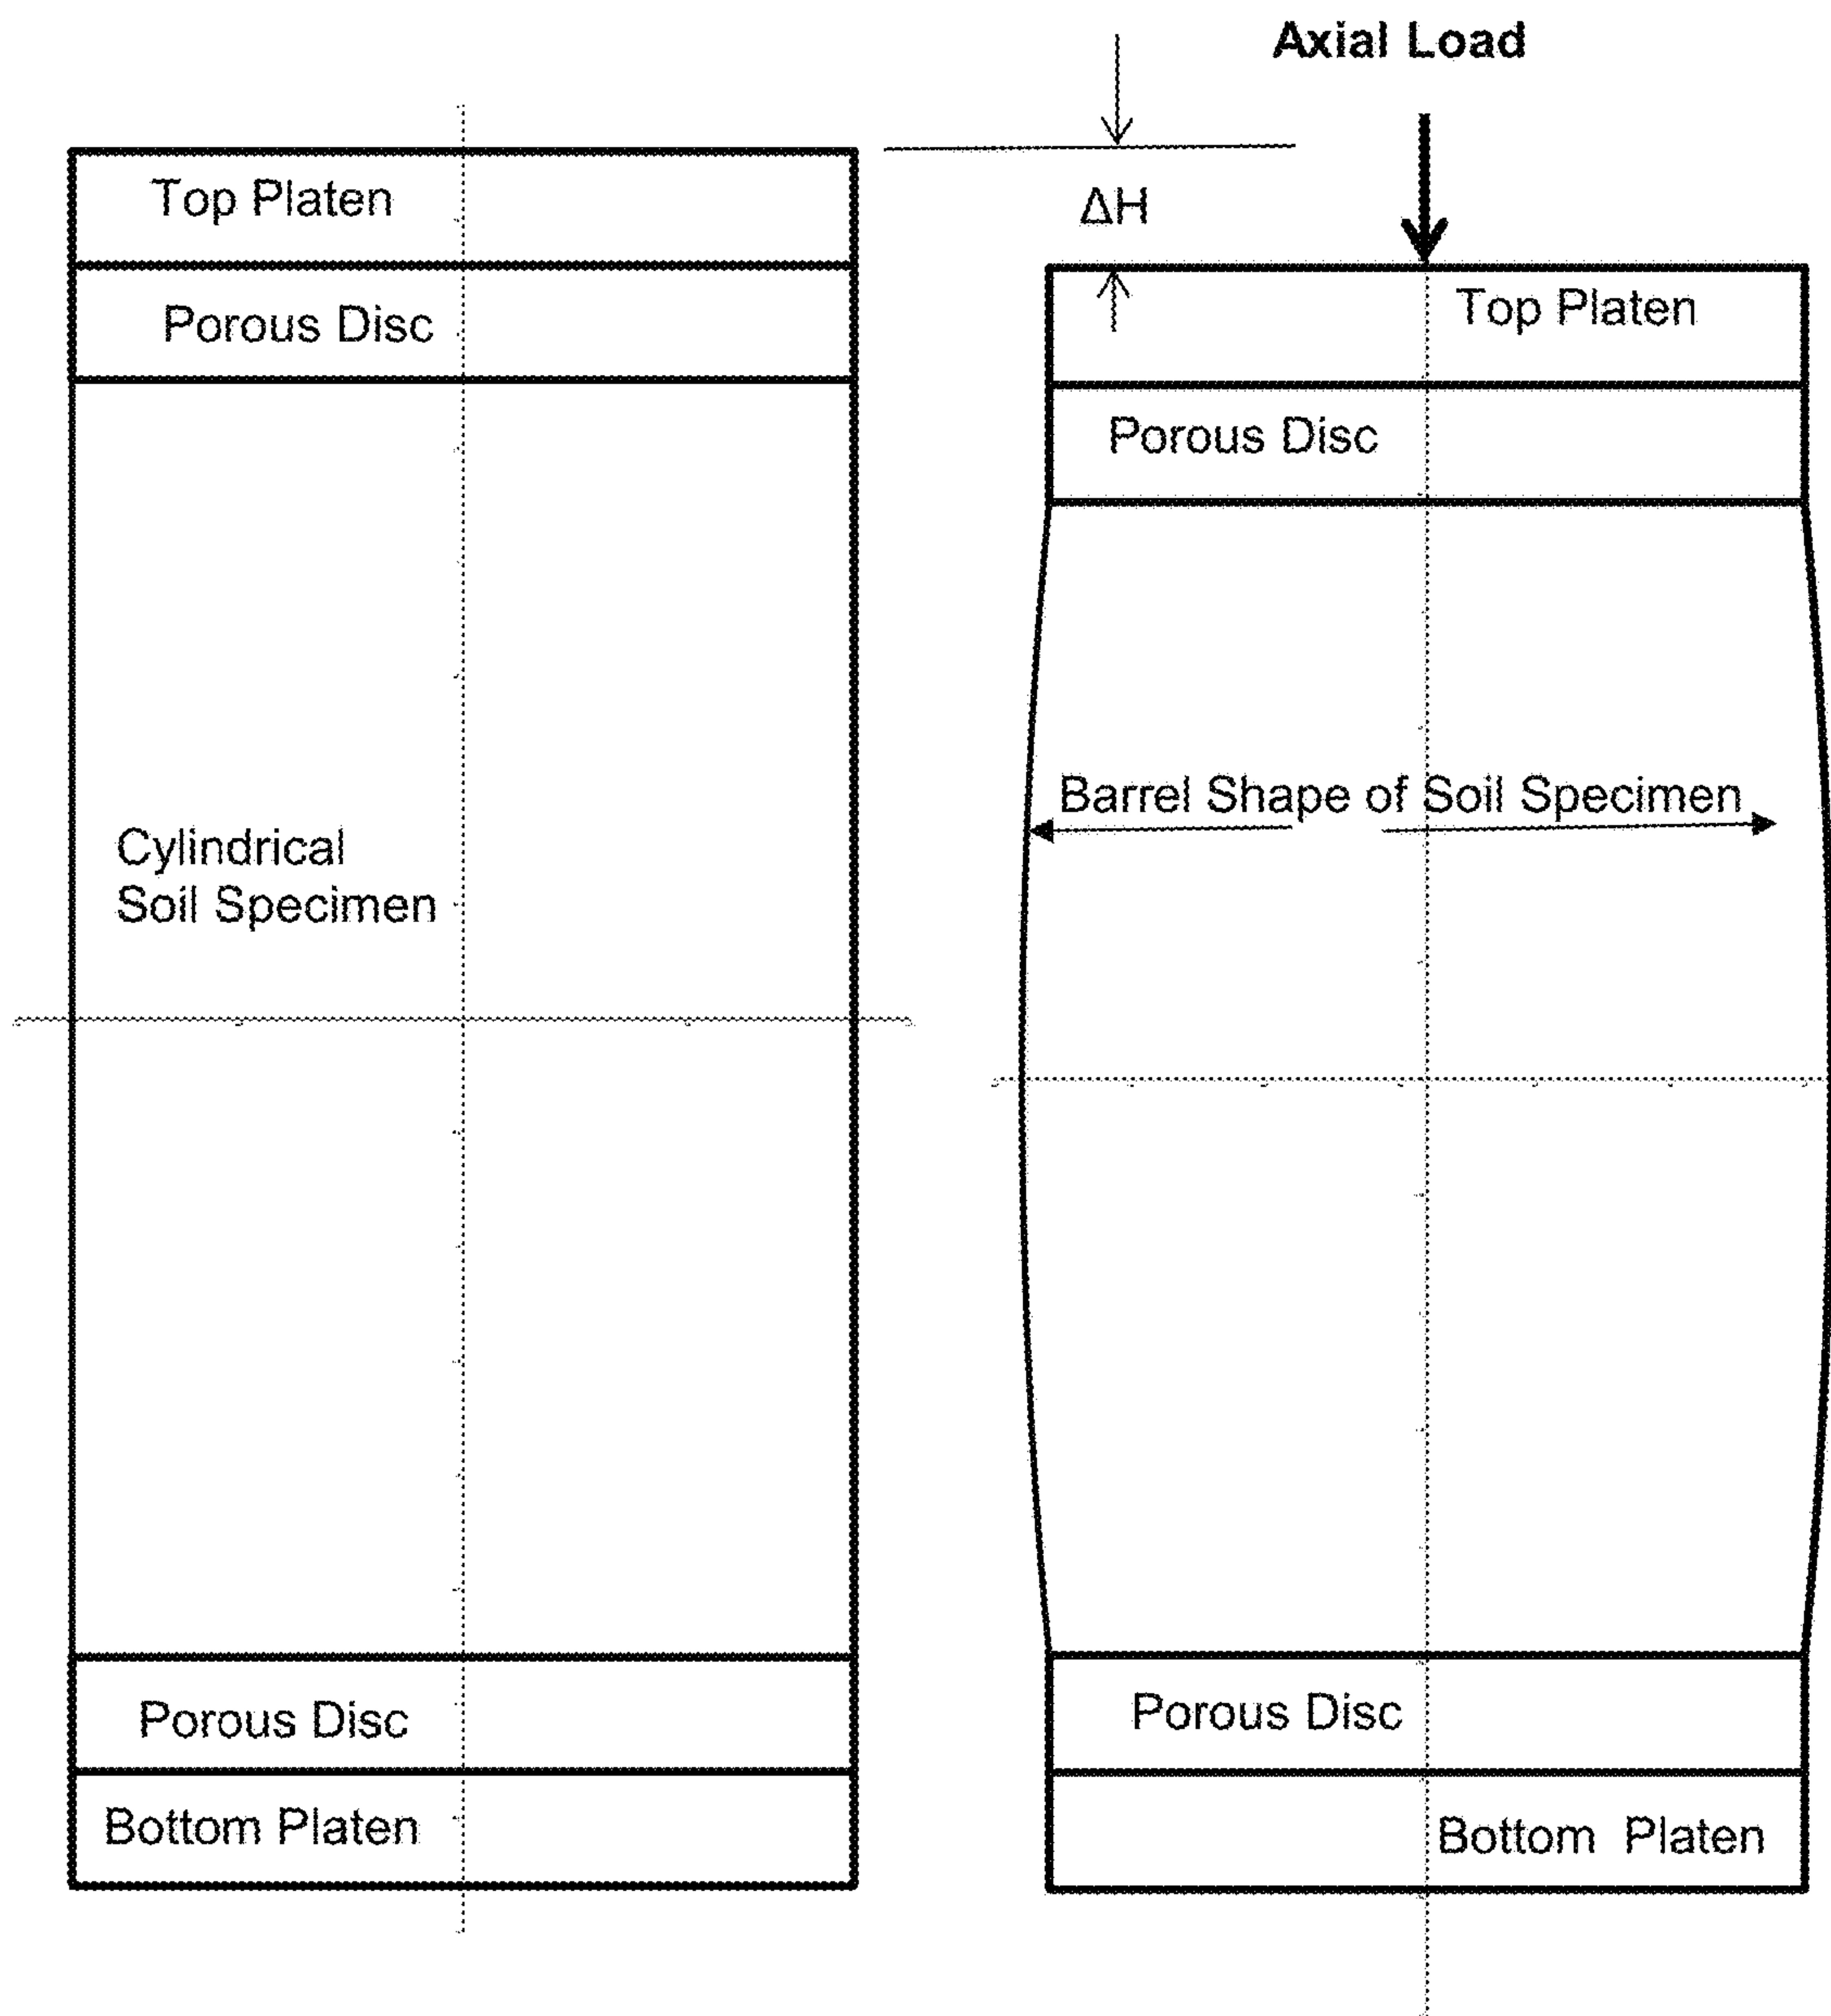 Axial Load
Top Platen
ΔH
Porous Disc
Top Platen
Porous Disc
Barrel Shape of Soil Specimen
Cylindrical
Soil Specimen
Porous Disc
Porous Disc
Bottom Platen
Bottom Platen